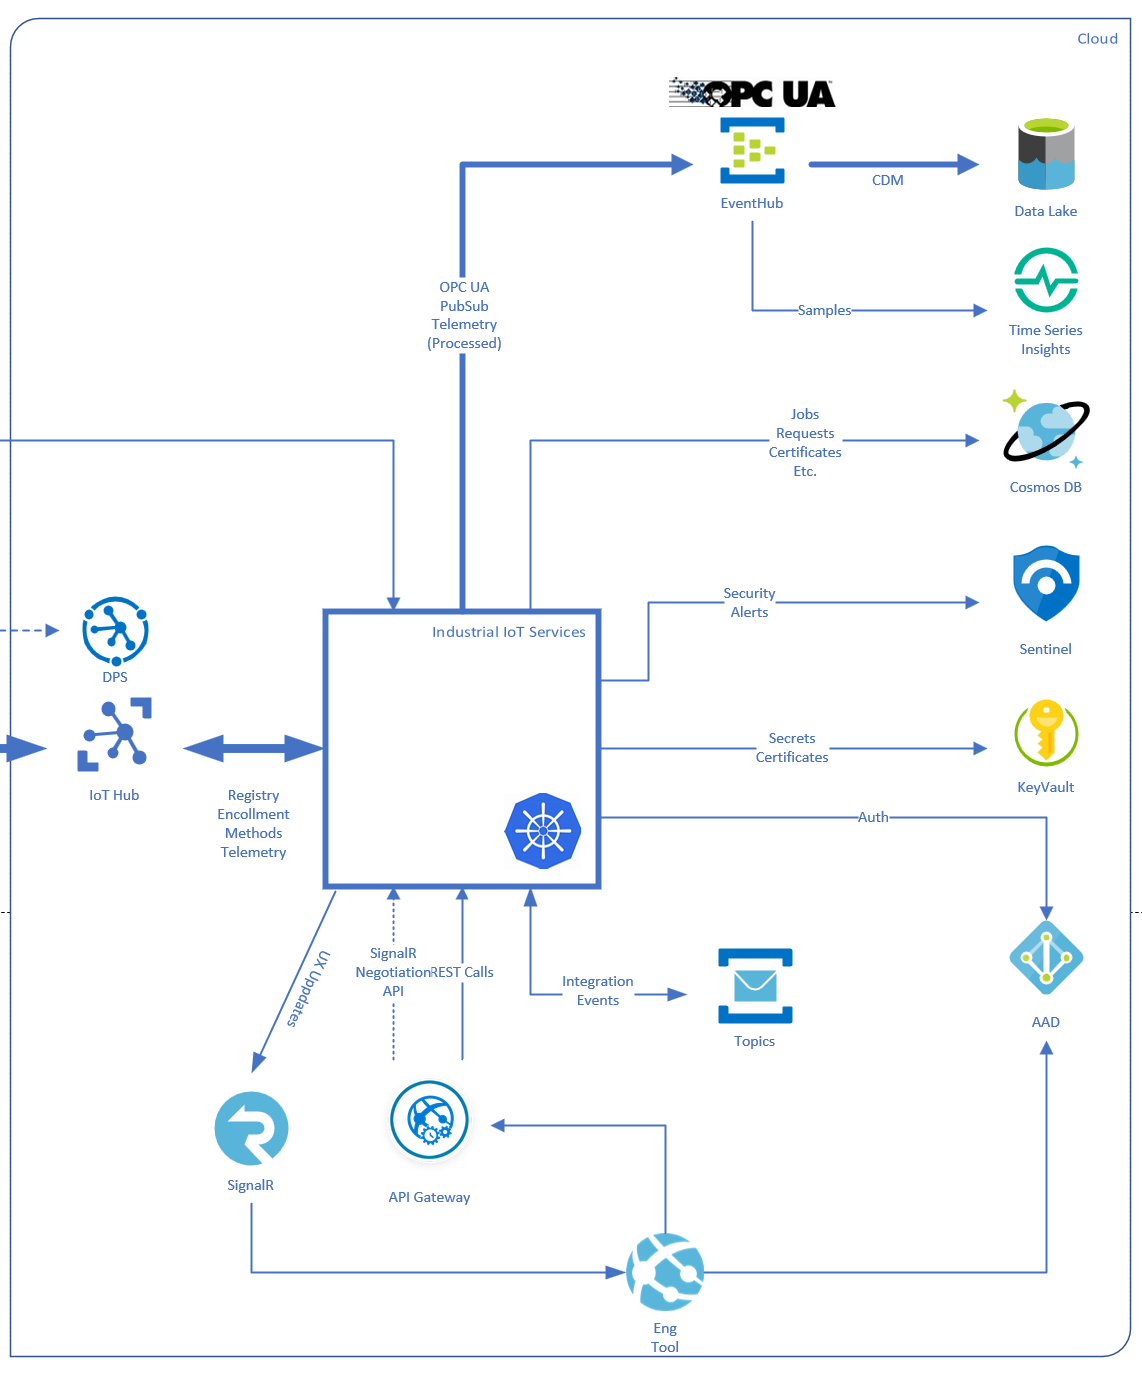 Cloud
OPC UA
EventHub
CDM
Data Lake
OPC UA
PubSub
Telemetry
(Processed)
Samples
Time Series
Insights
Jobs
Requests
Certificates
Etc.
Cosmos DB
Security
Alerts
Sentinel
Industrial IoT Services
DPS
Secrets
Certificates
KeyVault
IoT Hub
Registry
Encollment
Methods
Telemetry
Auth
SignalR
Negotiation
API
REST Calls
UX Uppdates
Integration
Events
Topics
AAD
SignalR
API Gateway
Eng
Tool